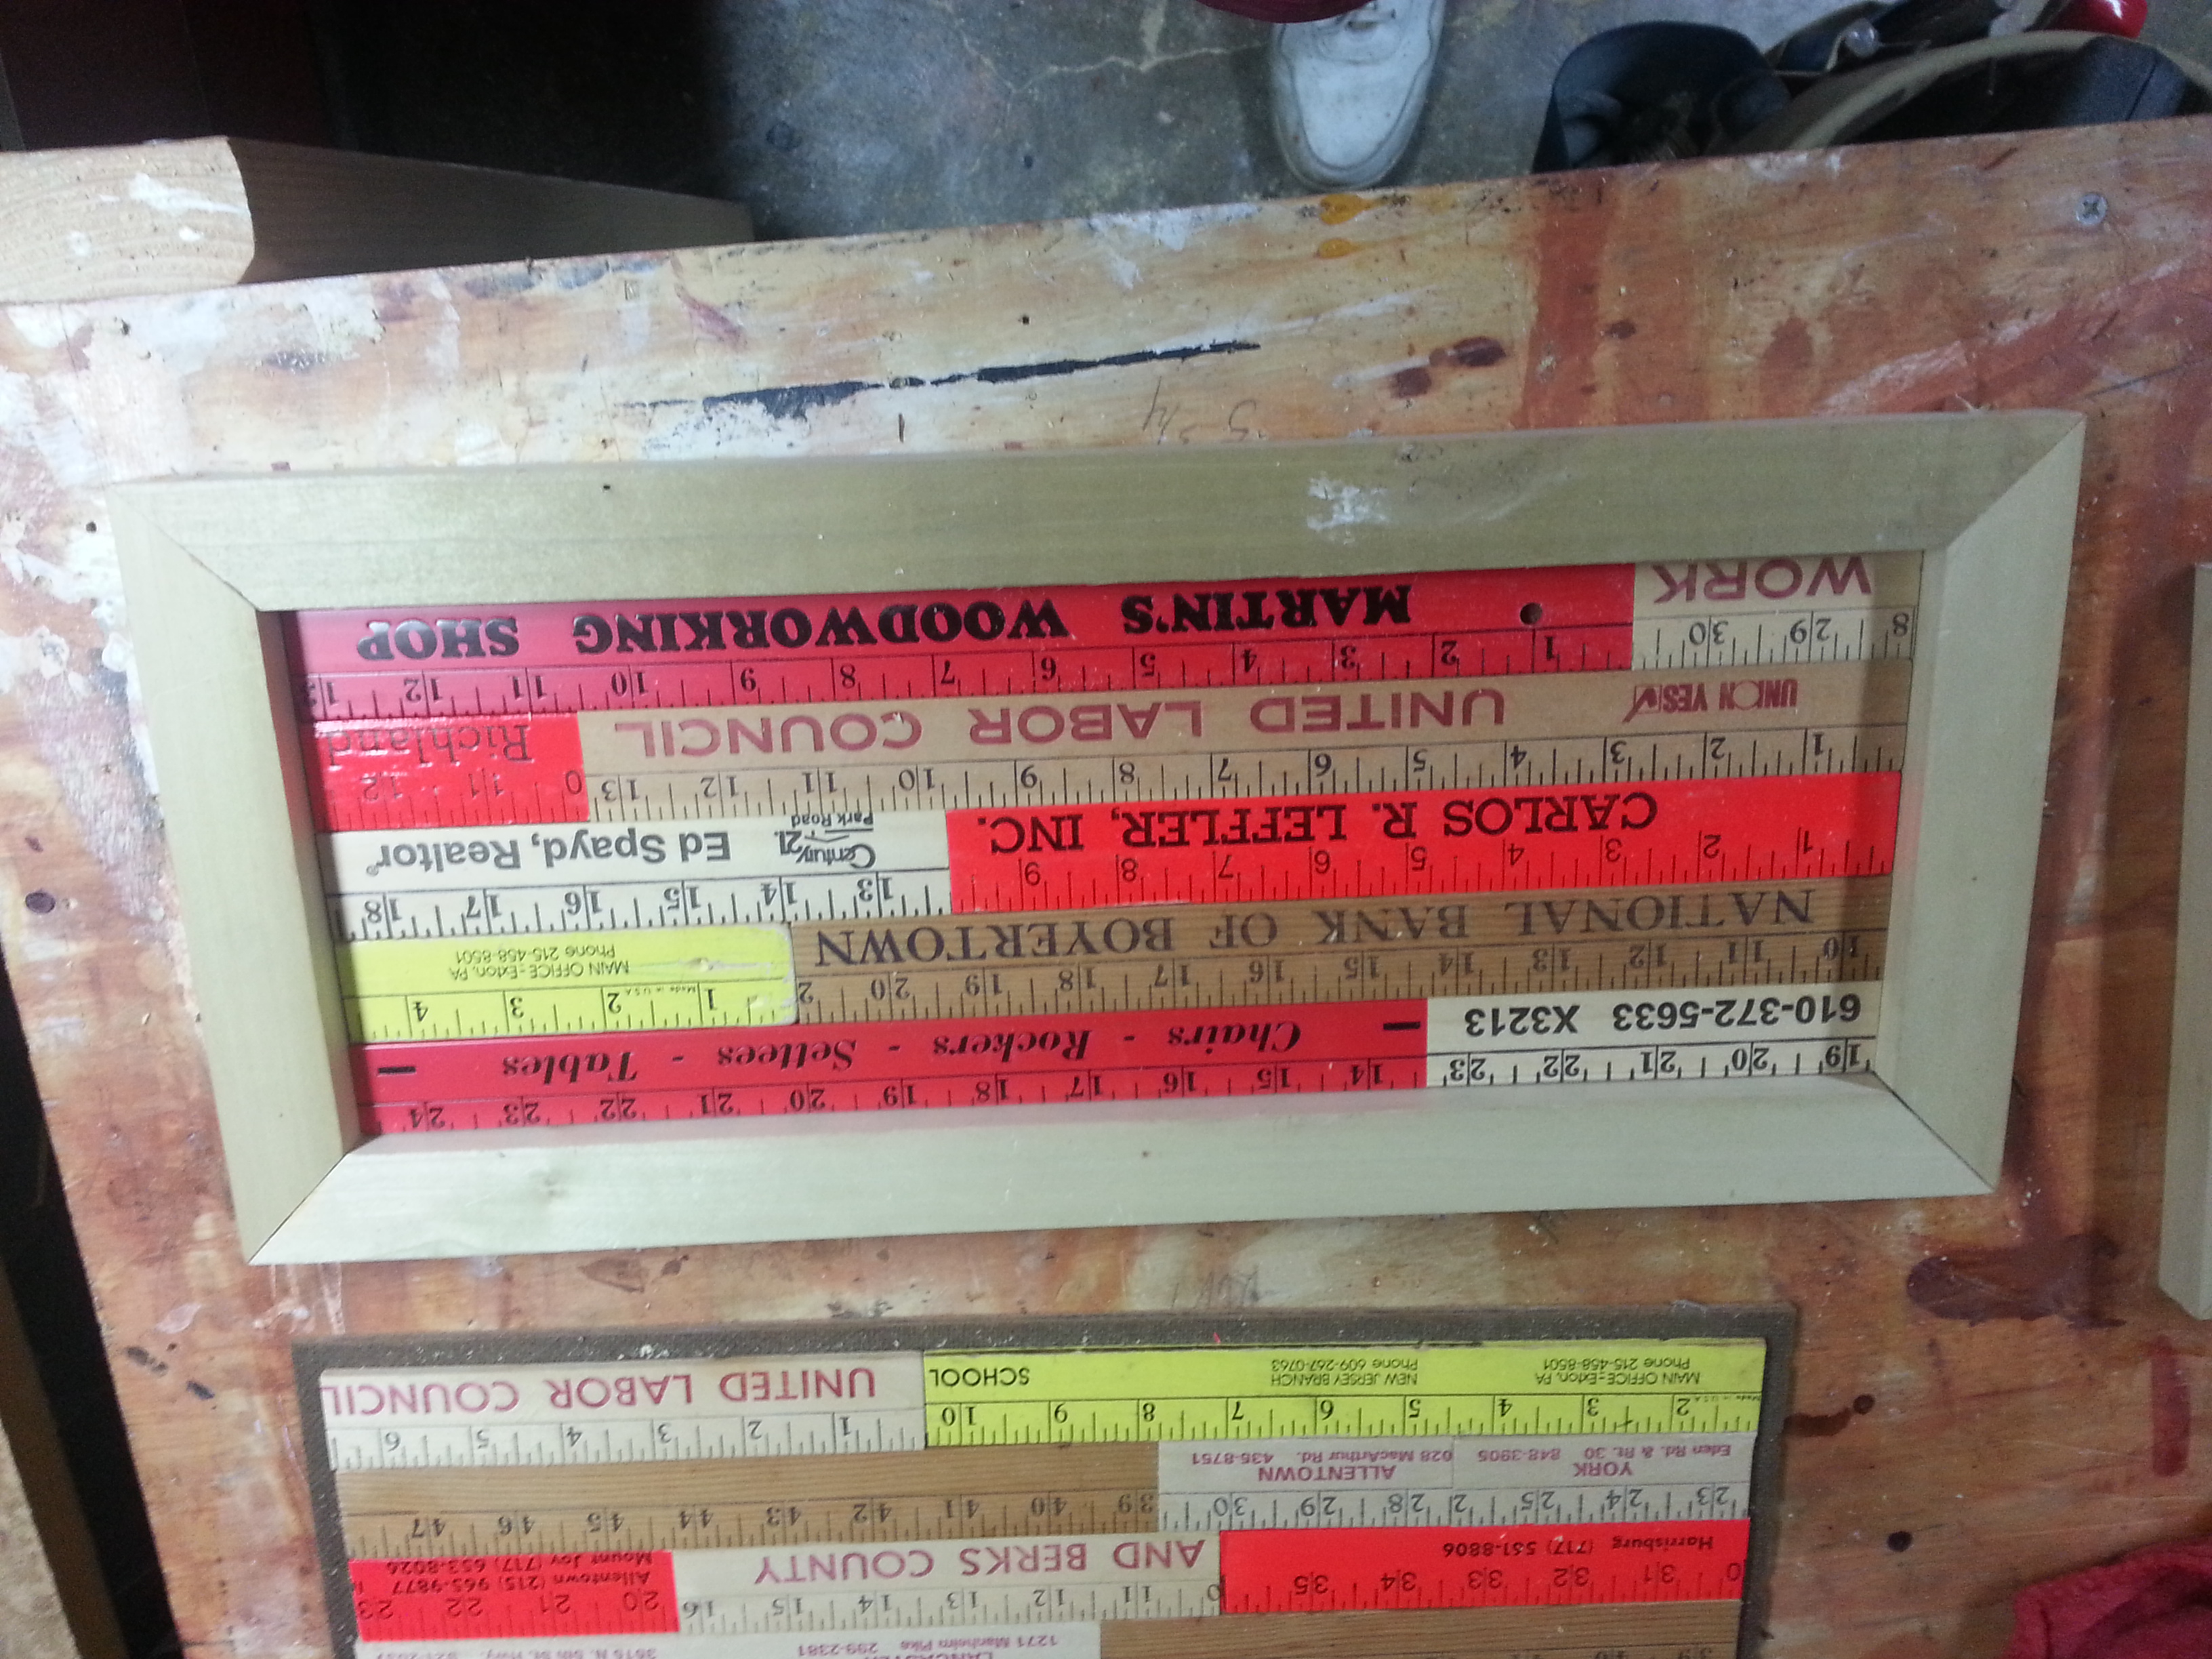 1271 Manheim Pike 299-2381
0 31 32 33 34 35
Harrisburg (717) 561-8806
11 12 13 14 15 16
AND BERKS COUNTY
20 21 22 23
Allentown (215) 965-9877
Mount Joy (717) 653-8026
23 24 25 2 28 29 30
YORK
Eden Rd. & Rt. 30 848-3905
ALLENTOWN
028 MacArthur Rd. 435-8751
39 40 41 42 43 44 45 46 47
2 3 4 5 6 7 8 9 10
Made in U.S.A.
MAIN OFFICE - Exton, PA
Phone 215-458-8501
NEW JERSEY BRANCH
Phone 609-267-0763
SCHOOL
1 2 3 4 5 6
UNITED LABOR COUNCIL
19 20 21 22 23
610-372-5633 X3213
14 15 16 17 18 19 20 21 22 23 24
- Chairs - Rockers - Settees - Tables -
10 11 12 13 14 15 16 17 18 19 20 2
NATIONAL BANK OF BOYERTOWN
1 2 3 4
Made in U.S.A.
MAIN OFFICE - Exton, PA
Phone 215-458-8501
1 2 3 4 5 6 7 8 9
CARLOS R. LEFFLER, INC.
13 14 15 16 17 18
Century 21.
Park Road
Ed Spayd, Realtor®
1 2 3 4 5 6 7 8 9 10 11 12 13
UNION YES
UNITED LABOR COUNCIL
0 11 12
Richland
8 29 30
WORK
1 2 3 4 5 6 7 8 9 10 11 12 13
MARTIN'S WOODWORKING SHOP
5 3/4